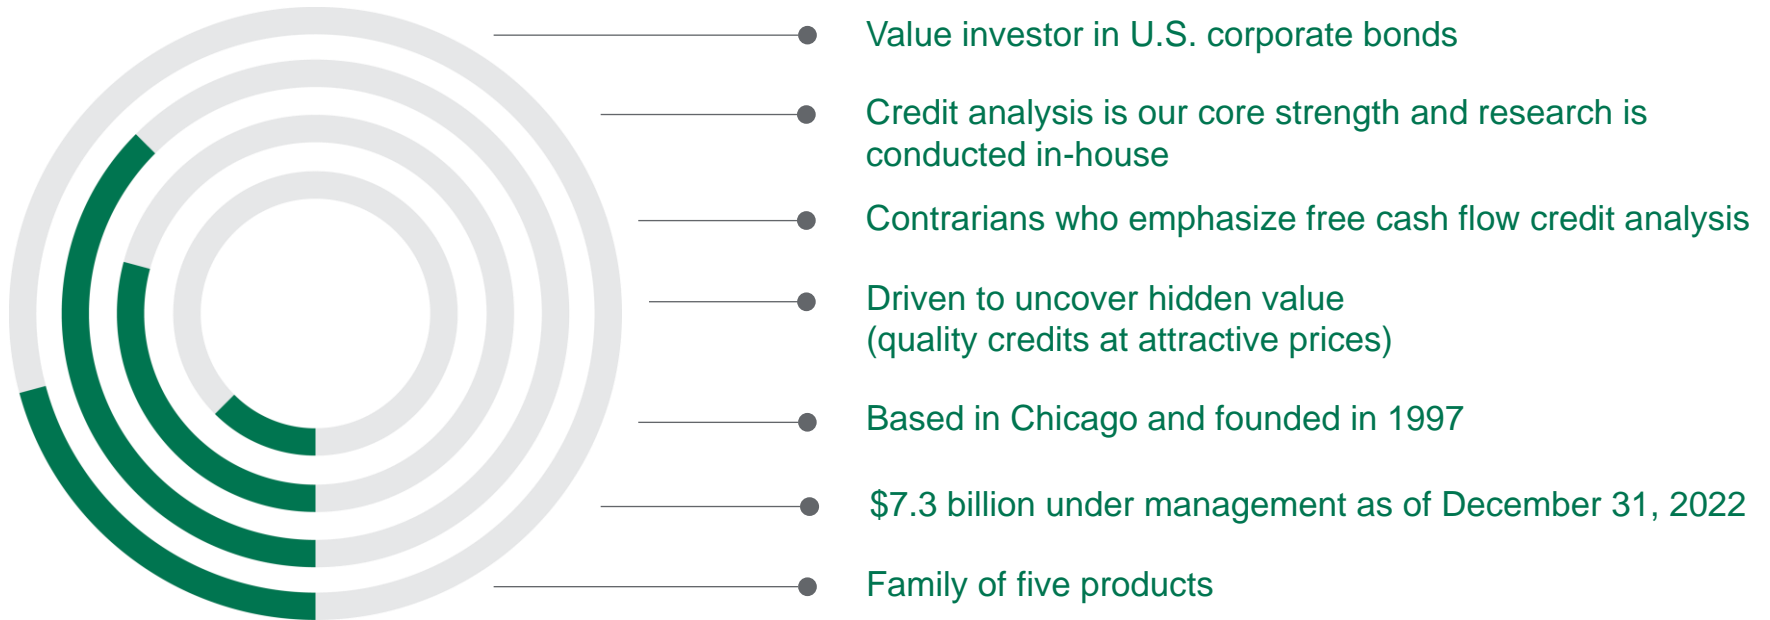 Value investor in U.S. corporate bonds
Credit analysis is our core strength and research is
conducted in-house
Contrarians who emphasize free cash flow credit analysis
Driven to uncover hidden value
(quality credits at attractive prices)
Based in Chicago and founded in 1997
$7.3 billion under management as of December 31, 2022
Family of five products